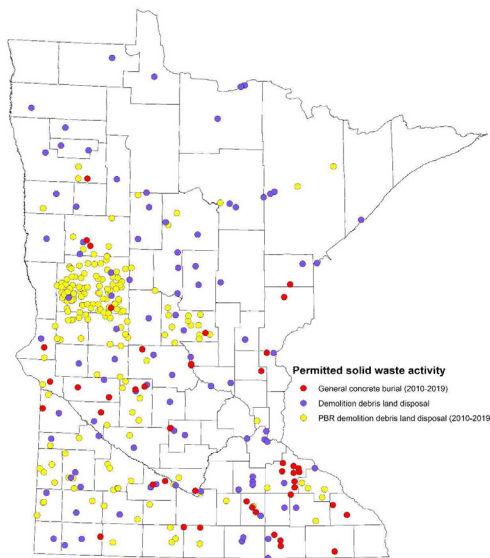 Permitted solid waste activity
General concrete burial (2010-2019)
Demolition debris land disposal
PBR demolition debris land disposal (2010-2019